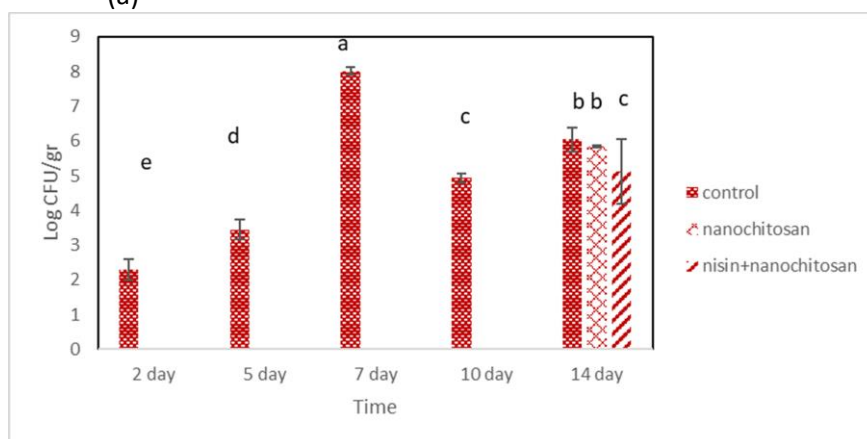 (a)
9
8
7
6
5
4
3
2
1
0
Log CFU/gr
e
d
a
c
b b c
2 day 5 day 7 day 10 day 14 day
Time
control
nanochitosan
nisin+nanochitosan